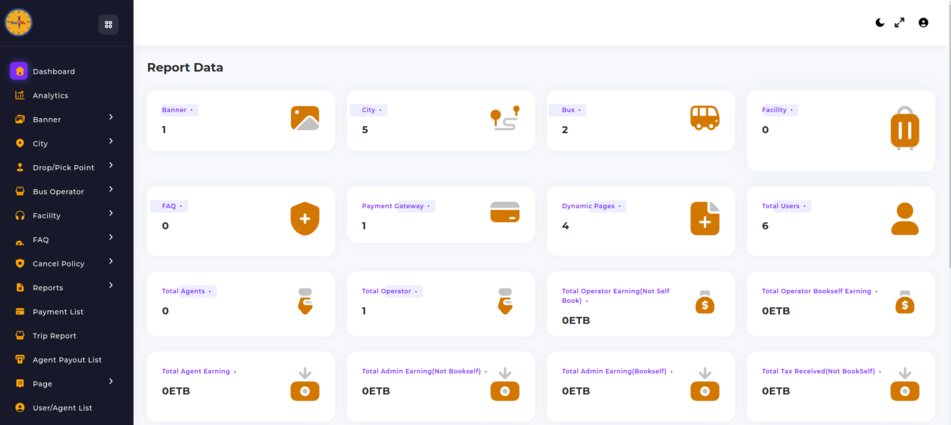 Dashboard
Analytics
Banner
City
Drop/Pick Point
Bus Operator
Facility
FAQ
Cancel Policy
Reports
Payment List
Trip Report
Agent Payout List
Page
User/Agent List
Report Data
Banner •
1
City •
5
Bus •
2
Facility •
0
FAQ •
0
Payment Gateway •
1
Dynamic Pages •
4
Total Users •
6
Total Agents •
0
Total Operator •
1
Total Operator Earning(Not Self
Book) •
0ETB
Total Operator Bookself Earning •
0ETB
Total Agent Earning •
0ETB
Total Admin Earning(Not Bookself) •
0ETB
Total Admin Earning(Bookself) •
0ETB
Total Tax Received(Not BookSelf) •
0ETB